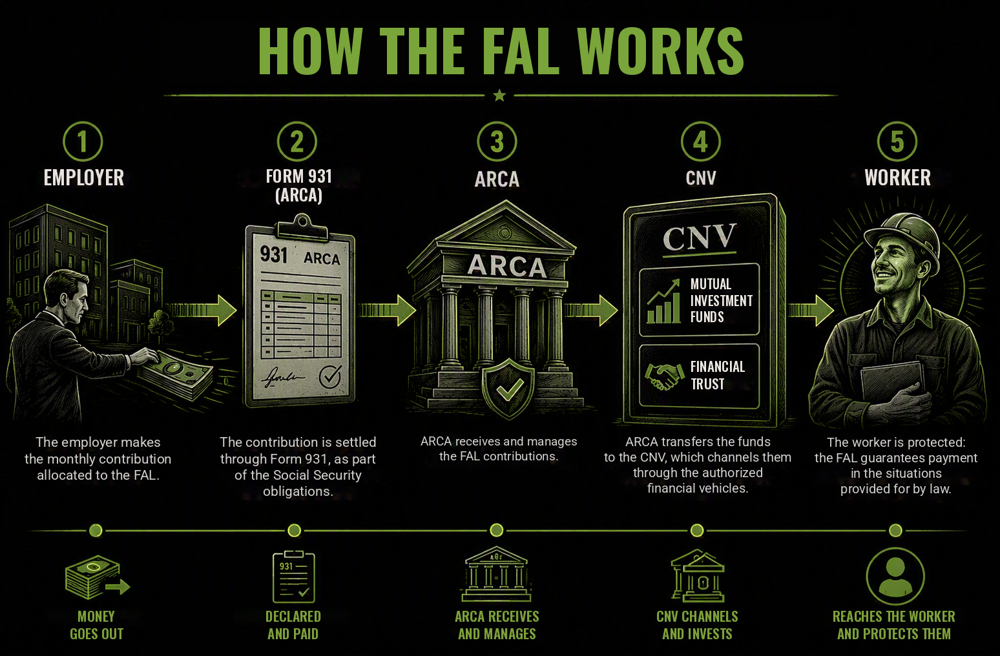 HOW THE FAL WORKS
1
EMPLOYER
2
FORM 931
(ARCA)
3
ARCA
4
CNV
5
WORKER
931 ARCA
ARCA
CNV
MUTUAL
INVESTMENT
FUNDS
FINANCIAL
TRUST
The employer makes
the monthly contribution
allocated to the FAL.
The contribution is settled
through Form 931, as part
of the Social Security
obligations.
ARCA receives and manages
the FAL contributions.
ARCA transfers the funds
to the CNV, which channels them
through the authorized
financial vehicles.
The worker is protected:
the FAL guarantees payment
in the situations
provided for by law.
931
MONEY
GOES OUT
DECLARED
AND PAID
ARCA RECEIVES
AND MANAGES
CNV CHANNELS
AND INVESTS
REACHES THE WORKER
AND PROTECTS THEM